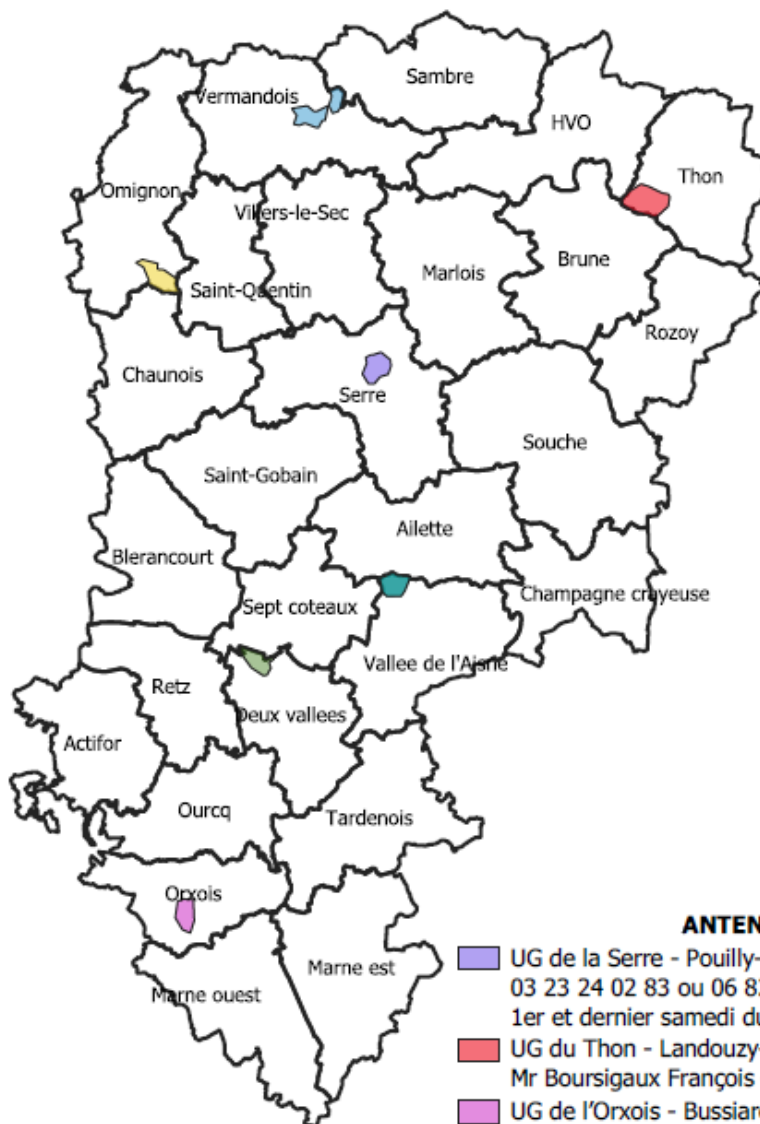 Sambre
Vermandois
HVO
Thon
Omignon
Villers-le-Sec
Brune
Marlois
Saint-Quentin
Rozoy
Chaunois
Serre
Souche
Saint-Gobain
Ailette
Blerancourt
Champagne crayeuse
Sept coteaux
Vallee de l'Aisne
Retz
Deux vallees
Actifor
Ourcq
Tardenois
Orxois
Marne est
Marne ouest
ANTEN
UG de la Serre - Pouilly-
03 23 24 02 83 ou 06 8
1er et dernier samedi du
UG du Thon - Landouzy-
Mr Boursigaux François
UG de l'Orxois - Bussiar